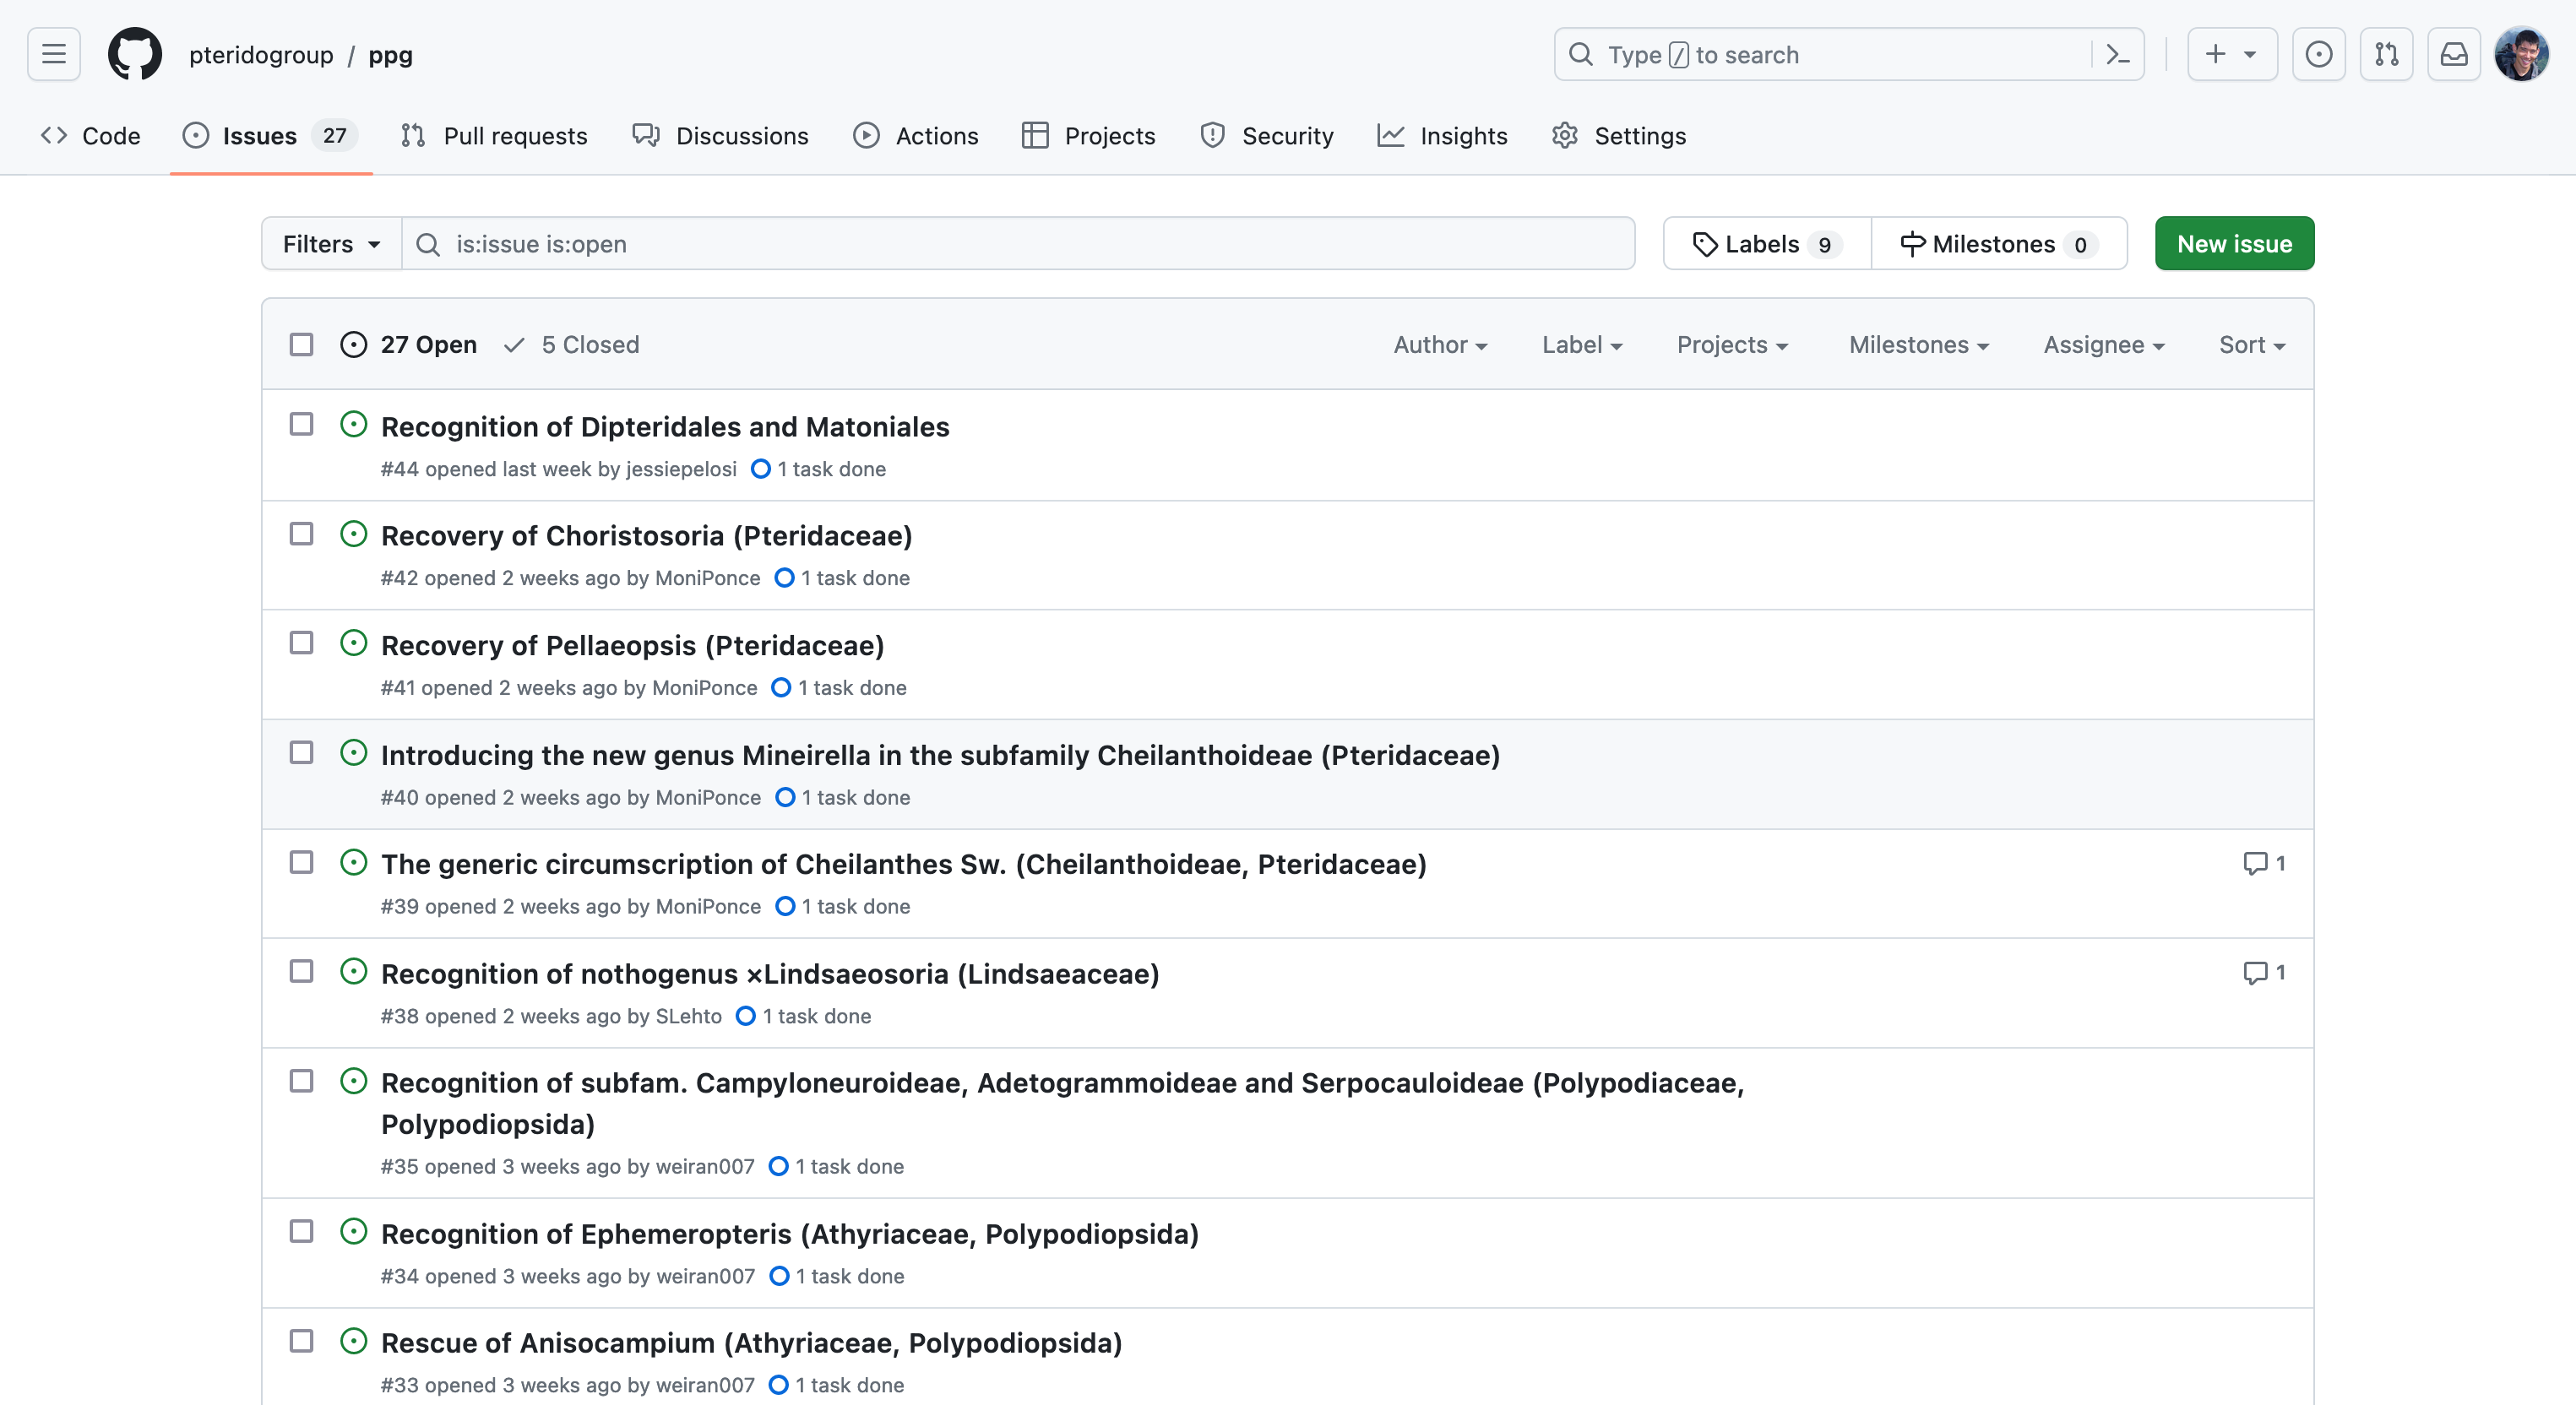 pteridogroup / ppg
Type / to search
Code Issues 27 Pull requests Discussions Actions Projects Security Insights Settings
Filters is:issue is:open Labels 9 Milestones 0 New issue
27 Open 5 Closed Author Label Projects Milestones Assignee Sort
Recognition of Dipteridales and Matoniales
#44 opened last week by jessiepelosi 1 task done
Recovery of Choristosoria (Pteridaceae)
#42 opened 2 weeks ago by MoniPonce 1 task done
Recovery of Pellaeopsis (Pteridaceae)
#41 opened 2 weeks ago by MoniPonce 1 task done
Introducing the new genus Mineirella in the subfamily Cheilanthoideae (Pteridaceae)
#40 opened 2 weeks ago by MoniPonce 1 task done
The generic circumscription of Cheilanthes Sw. (Cheilanthoideae, Pteridaceae) 1
#39 opened 2 weeks ago by MoniPonce 1 task done
Recognition of nothogenus ×Lindsaeosoria (Lindsaeaceae) 1
#38 opened 2 weeks ago by SLehto 1 task done
Recognition of subfam. Campyloneuroideae, Adetogrammoideae and Serpocauloideae (Polypodiaceae,
Polypodiopsida)
#35 opened 3 weeks ago by weiran007 1 task done
Recognition of Ephemeropteris (Athyriaceae, Polypodiopsida)
#34 opened 3 weeks ago by weiran007 1 task done
Rescue of Anisocampium (Athyriaceae, Polypodiopsida)
#33 opened 3 weeks ago by weiran007 1 task done